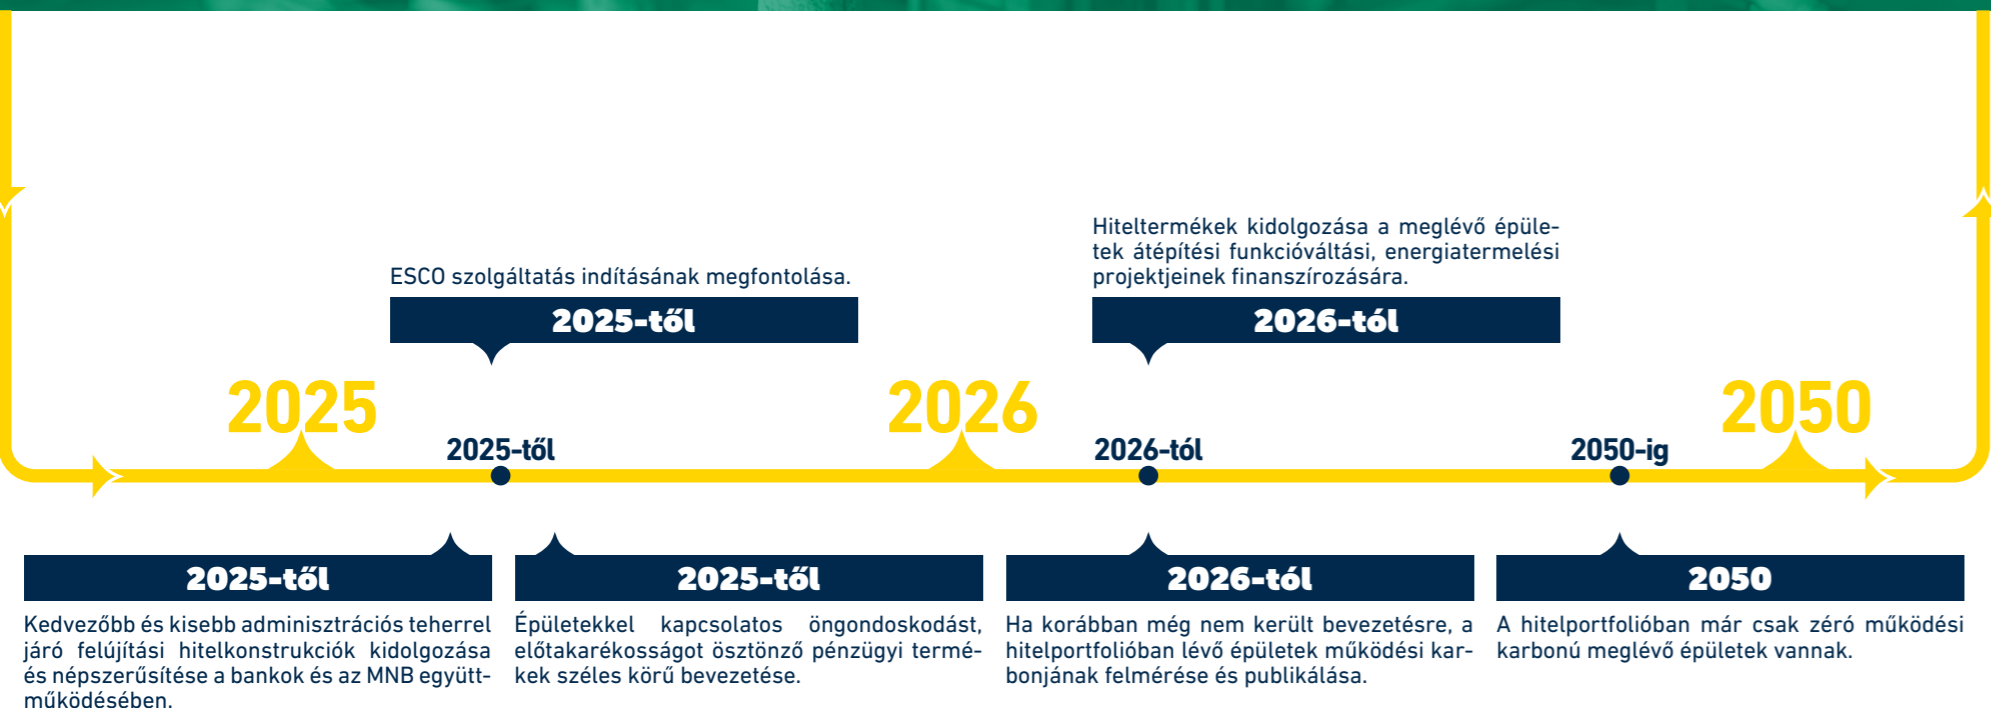 Hiteltermékek kidolgozása a meglévő épüle-
tek átépítési funkcióváltási, energiatermelési
projektjeinek finanszírozására.
ESCO szolgáltatás indításának megfontolása.
2025-től
2026-tól
2025
2026
2050
2025-től
2026-tól
2050-ig
2025-től
Kedvezőbb és kisebb adminisztrációs teherrel
járó felújítási hitelkonstrukciók kidolgozása
és népszerűsítése a bankok és az MNB együtt-
működésében.
2025-től
Épületekkel kapcsolatos öngondoskodást,
előtakarékosságot ösztönző pénzügyi termé-
kek széles körű bevezetése.
2026-tól
Ha korábban még nem került bevezetésre, a
hitelportfolióban lévő épületek működési kar-
bonjának felmérése és publikálása.
2050
A hitelportfolióban már csak zéró működési
karbonú meglévő épületek vannak.